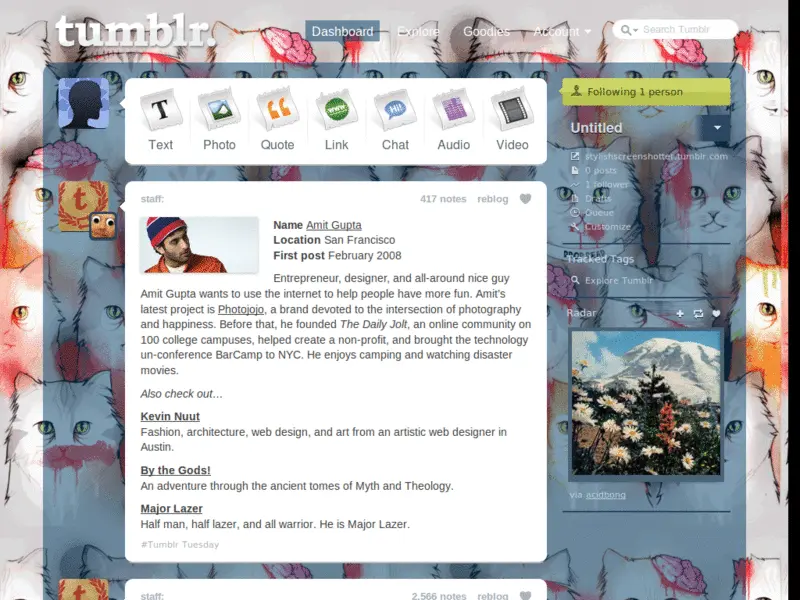 tumblr.
Dashboard
Explore
Goodies
Account
Search Tumblr
Text
Photo
Quote
Link
Chat
Audio
Video
Following 1 person
Untitled
stylishscreenshotter.tumblr.com
0 posts
1 follower
Drafts
Queue
Customize
Tracked Tags
Explore Tumblr
Radar
via acidbong
staff:
417 notes
reblog
Name Amit Gupta
Location San Francisco
First post February 2008
Entrepreneur, designer, and all-around nice guy
Amit Gupta wants to use the internet to help people have more fun. Amit's
latest project is Photojojo, a brand devoted to the intersection of photography
and happiness. Before that, he founded The Daily Jolt, an online community on
100 college campuses, helped create a non-profit, and brought the technology
un-conference BarCamp to NYC. He enjoys camping and watching disaster
movies.
Also check out…
Kevin Nuut
Fashion, architecture, web design, and art from an artistic web designer in
Austin.
By the Gods!
An adventure through the ancient tomes of Myth and Theology.
Major Lazer
Half man, half lazer, and all warrior. He is Major Lazer.
#Tumblr Tuesday
staff:
2,566 notes
reblog